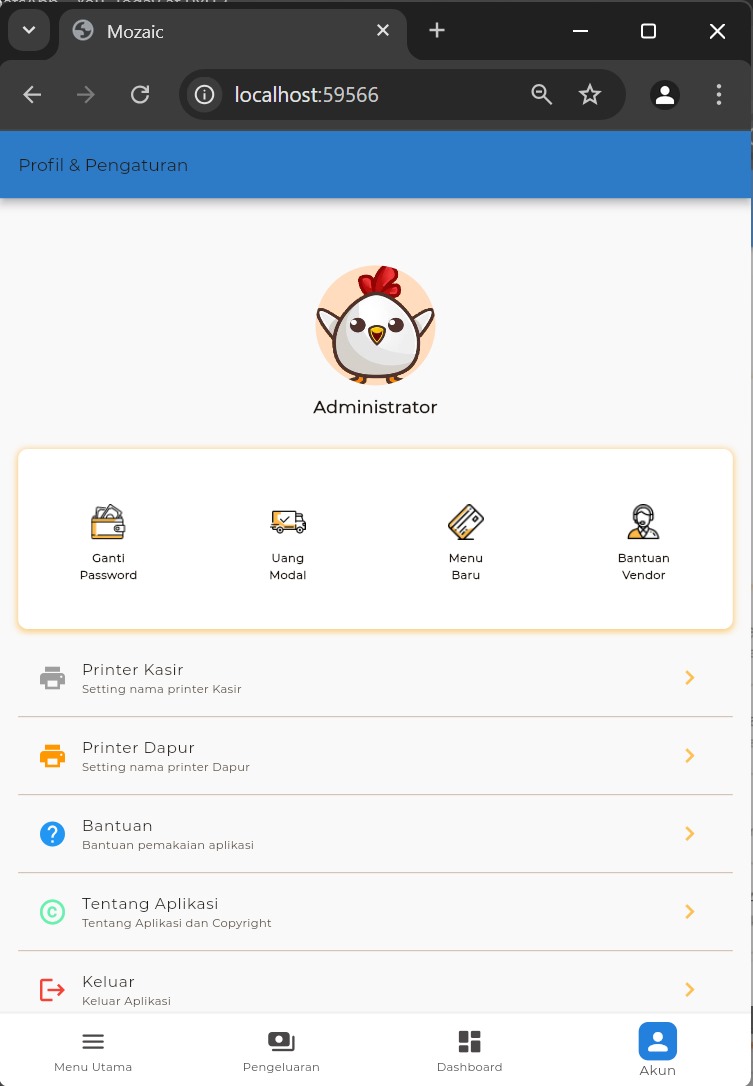 Mozaic
localhost:59566
Profil & Pengaturan
Administrator
Ganti
Password
Uang
Modal
Menu
Baru
Bantuan
Vendor
Printer Kasir
Setting nama printer Kasir
Printer Dapur
Setting nama printer Dapur
Bantuan
Bantuan pemakaian aplikasi
Tentang Aplikasi
Tentang Aplikasi dan Copyright
Keluar
Keluar Aplikasi
Menu Utama
Pengeluaran
Dashboard
Akun